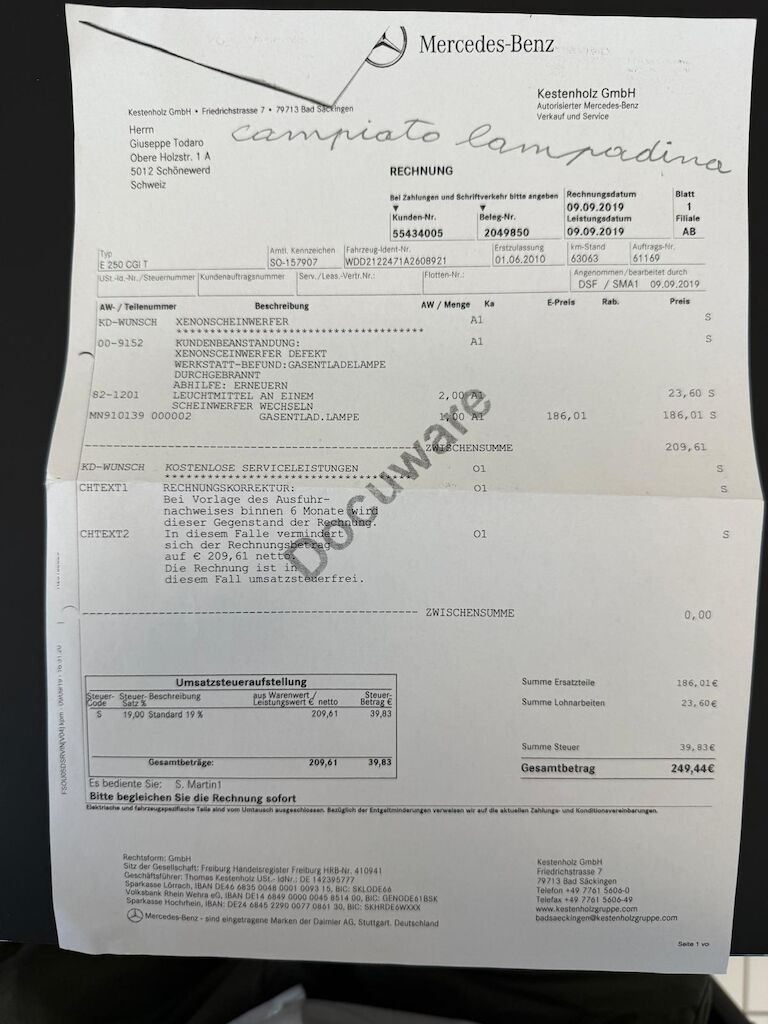 Mercedes-Benz
Kestenholz GmbH
Autorisierter Mercedes-Benz
Verkauf und Service
Kestenholz GmbH • Friedrichstrasse 7 • 79713 Bad Säckingen
Herrn
Giuseppe Todaro
Obere Holzstr. 1 A
5012 Schönewerd
Schweiz
campiato lampadina
RECHNUNG
Bei Zahlungen und Schriftverkehr bitte angeben
Kunden-Nr. Beleg-Nr.
55434005 2049850
Rechnungsdatum
09.09.2019
Leistungsdatum
09.09.2019
Blatt
1
Filiale
AB
Typ Amtl. Kennzeichen Fahrzeug-Ident-Nr. Erstzulassung km-Stand Auftrags-Nr.
E 250 CGI T SO-157907 WDD2122471A2608921 01.06.2010 63063 61169
USt.-Id.-Nr./Steuernummer Kundenauftragsnummer Serv./Leas.-Vertr.Nr.: Flotten-Nr.: Angenommen/bearbeitet durch
DSF / SMA1 09.09.2019
AW- / Teilenummer Beschreibung AW / Menge Ka E-Preis Rab. Preis
KD-WUNSCH XENONSCHEINWERFER A1 S
************************************
00-9152 KUNDENBEANSTANDUNG: A1 S
XENONSCEINWERFER DEFEKT
WERKSTATT-BEFUND:GASENTLADELAMPE
DURCHGEBRANNT
ABHILFE: ERNEUERN
82-1201 LEUCHTMITTEL AN EINEM 2,00 A1 23,60 S
SCHEINWERFER WECHSELN
MN910139 000002 GASENTLAD.LAMPE 1,00 A1 186,01 186,01 S
ZWISCHENSUMME 209,61
KD-WUNSCH KOSTENLOSE SERVICELEISTUNGEN O1 S
************************************
CHTEXT1 RECHNUNGSKORREKTUR: O1 S
Bei Vorlage des Ausfuhr-
nachweises binnen 6 Monate wird
dieser Gegenstand der Rechnung.
CHTEXT2 In diesem Falle vermindert O1 S
sich der Rechnungsbetrag
auf € 209,61 netto.
Die Rechnung ist in
diesem Fall umsatzsteuerfrei.
Docuware
ZWISCHENSUMME 0,00
Umsatzsteueraufstellung
Steuer-Code Steuer-Satz % Beschreibung aus Warenwert / Leistungswert € netto Steuer-Betrag €
S 19,00 Standard 19 % 209,61 39,83
Gesamtbeträge: 209,61 39,83
Summe Ersatzteile 186,01€
Summe Lohnarbeiten 23,60€
Summe Steuer 39,83€
Gesamtbetrag 249,44€
Es bediente Sie: S. Martin1
Bitte begleichen Sie die Rechnung sofort
Elektrische und fahrzeugspezifische Teile sind vom Umtausch ausgeschlossen. Bezüglich der Entgeltminderungen verweisen wir auf die aktuellen Zahlungs- und Konditionsvereinbarungen.
Rechtsform: GmbH
Sitz der Gesellschaft: Freiburg Handelsregister Freiburg HRB-Nr. 410941
Geschäftsführer: Thomas Kestenholz USt.- IdNr.: DE 142395777
Sparkasse Lörrach, IBAN DE46 6835 0048 0001 0093 15, BIC: SKLODE66
Volksbank Rhein Wehra eG, IBAN DE14 6849 0000 0045 8514 00, BIC: GENODE61BSK
Sparkasse Hochrhein, IBAN: DE24 6845 2290 0077 0861 30, BIC: SKHRDE6WXXX
Mercedes-Benz - sind eingetragene Marken der Daimler AG, Stuttgart. Deutschland
Kestenholz GmbH
Friedrichstrasse 7
79713 Bad Säckingen
Telefon +49 7761 5606-0
Telefax +49 7761 5606-49
www.kestenholzgruppe.com
badsaeckingen@kestenholzgruppe.com
Seite 1 vo